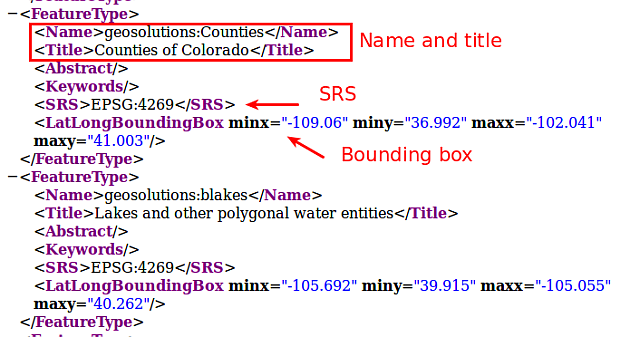 </FeatureType>
−<FeatureType>
<Name>geosolutions:Counties</Name>
<Title>Counties of Colorado</Title>
Name and title
<Abstract/>
<Keywords/>
SRS
<SRS>EPSG:4269</SRS>
<LatLongBoundingBox minx="-109.06" miny="36.992" maxx="-102.041"
maxy="41.003"/>
Bounding box
</FeatureType>
−<FeatureType>
<Name>geosolutions:blakes</Name>
<Title>Lakes and other polygonal water entities</Title>
<Abstract/>
<Keywords/>
<SRS>EPSG:4269</SRS>
<LatLongBoundingBox minx="-105.692" miny="39.915" maxx="-105.055"
maxy="40.262"/>
</FeatureType>